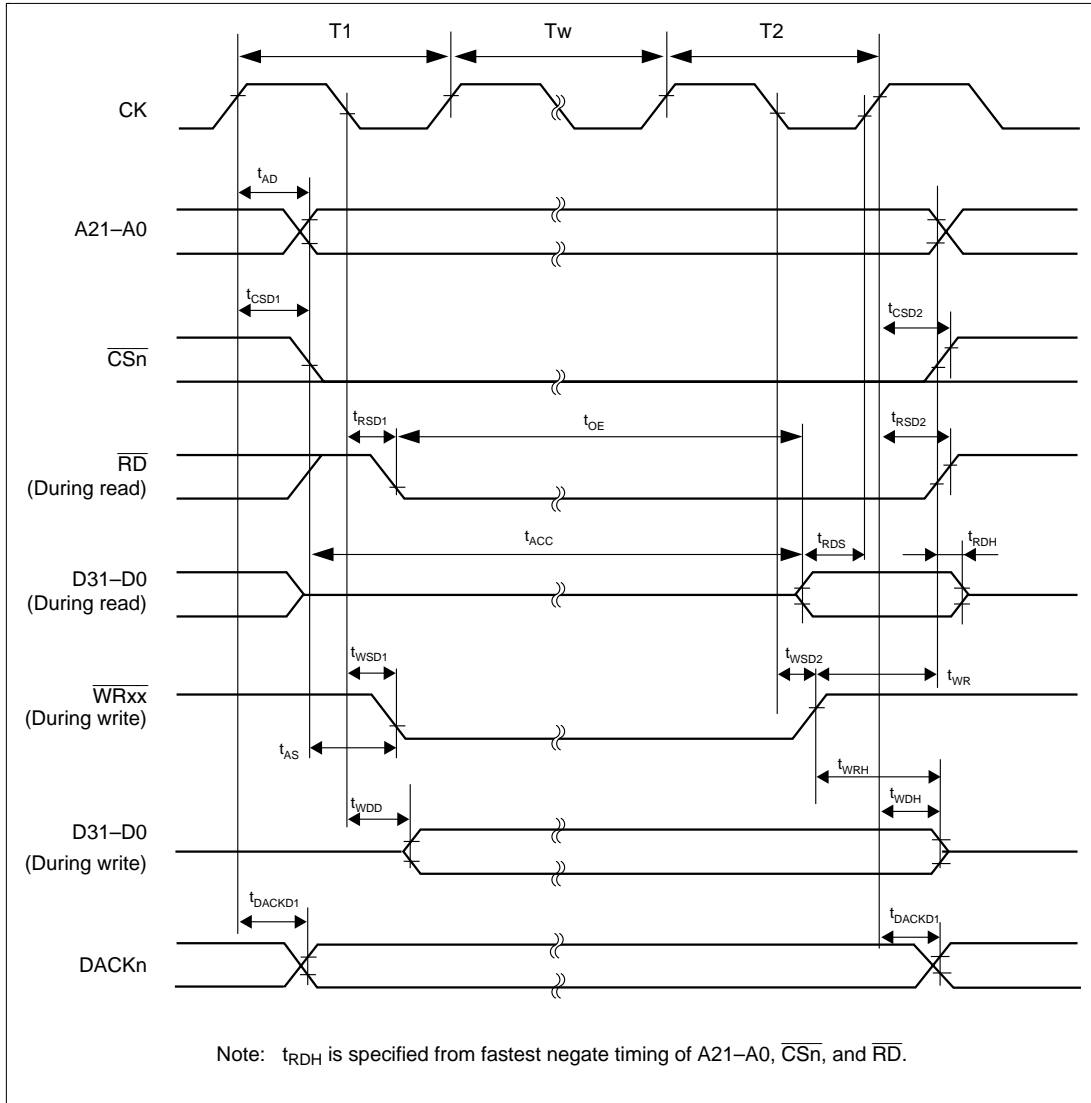 T1 Tw T2
CK
tAD
A21–A0
tCSD1 tCSD2
CSn
tRSD1 tOE tRSD2
RD
(During read)
tACC tRDS tRDH
D31–D0
(During read)
tWSD1 tWSD2
tWR
WRxx
(During write)
tAS
tWRH
tWDD tWDH
D31–D0
(During write)
tDACKD1 tDACKD1
DACKn
Note: tRDH is specified from fastest negate timing of A21–A0, CSn, and RD.